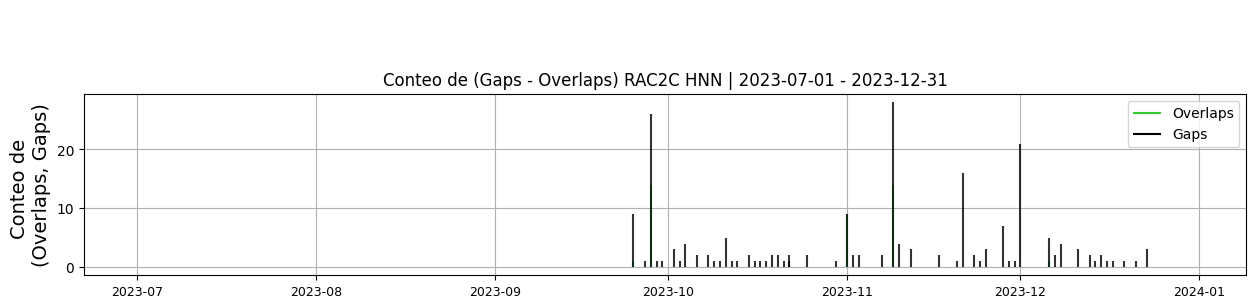 Conteo de (Gaps - Overlaps) RAC2C HNN | 2023-07-01 - 2023-12-31
Conteo de
(Overlaps, Gaps)
20
10
0
Overlaps
Gaps
2023-07
2023-08
2023-09
2023-10
2023-11
2023-12
2024-01